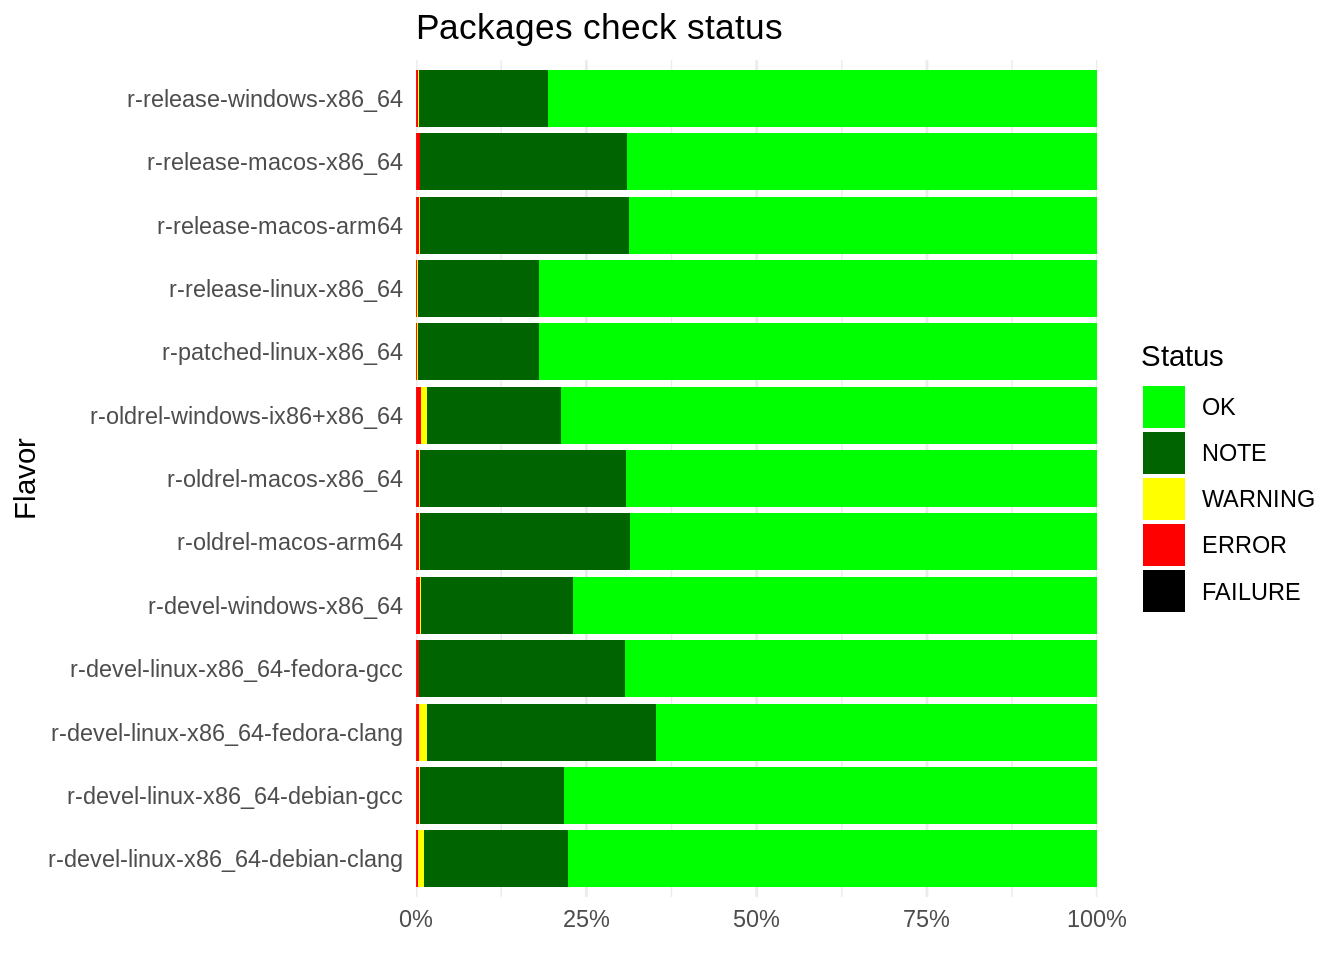 Packages check status
r-release-windows-x86_64
r-release-macos-x86_64
r-release-macos-arm64
r-release-linux-x86_64
r-patched-linux-x86_64
r-oldrel-windows-ix86+x86_64
r-oldrel-macos-x86_64
r-oldrel-macos-arm64
r-devel-windows-x86_64
r-devel-linux-x86_64-fedora-gcc
r-devel-linux-x86_64-fedora-clang
r-devel-linux-x86_64-debian-gcc
r-devel-linux-x86_64-debian-clang
Flavor
0% 25% 50% 75% 100%
Status
OK
NOTE
WARNING
ERROR
FAILURE